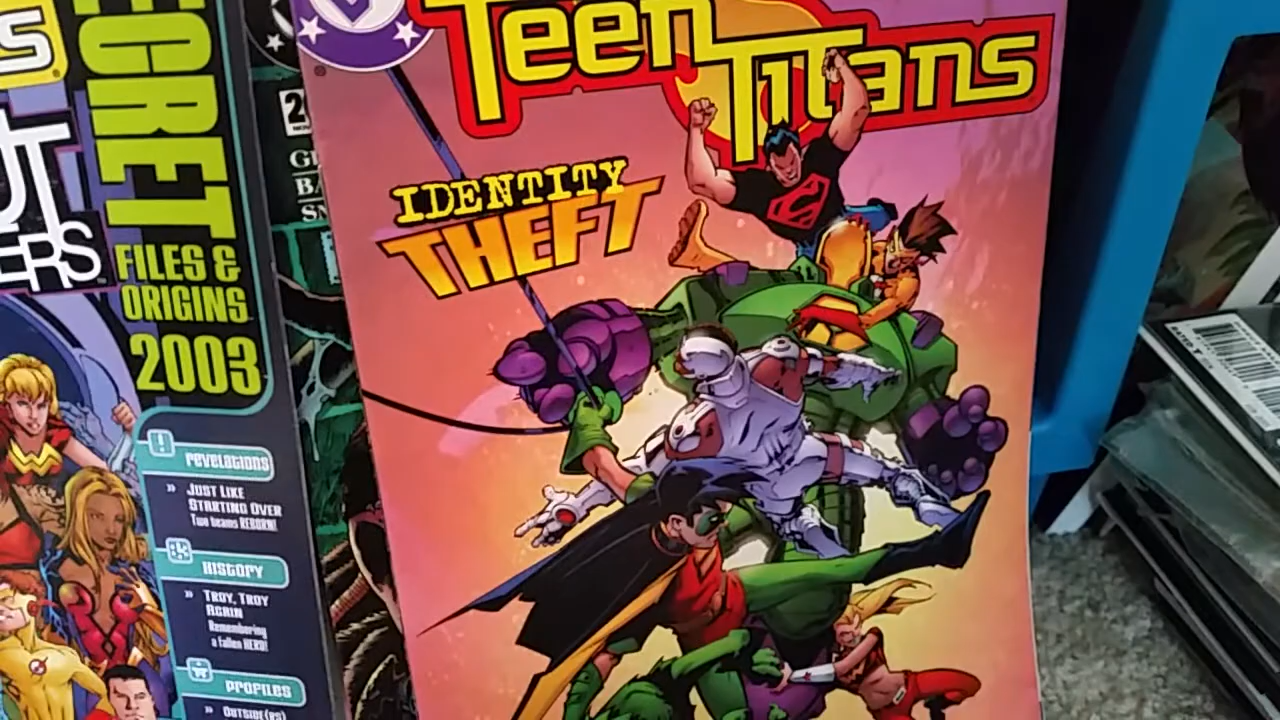 Teen
Titans
IDENTITY
THEFT
SECRET
FILES &
ORIGINS
2003
REVELATIONS
» JUST LIKE
STARTING OVER
Two teams REBORN!
HISTORY
» TROY, TROY
AGAIN
Remembering
a fallen HERO!
PROFILES
» OUTSIDE(RS)